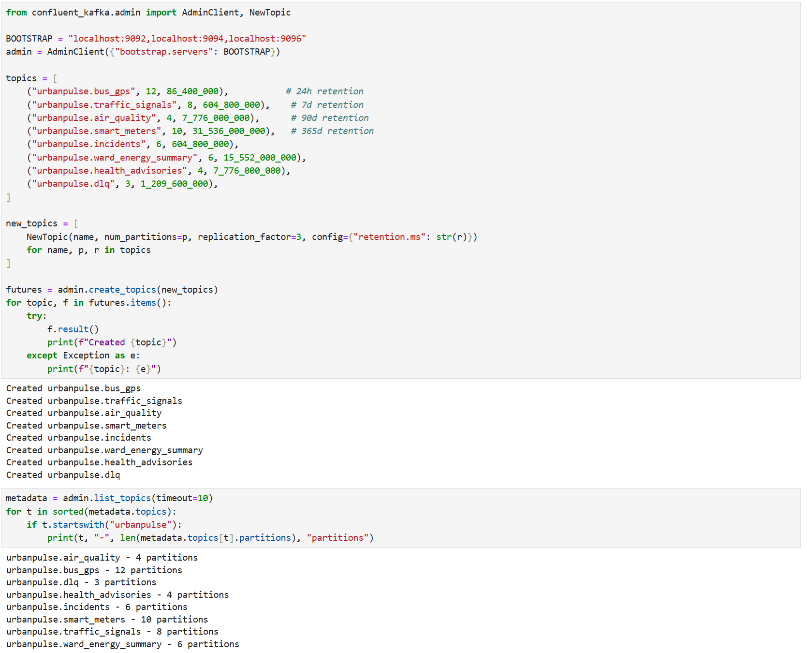 from confluent_kafka.admin import AdminClient, NewTopic
BOOTSTRAP = "localhost:9092,localhost:9094,localhost:9096"
admin = AdminClient({"bootstrap.servers": BOOTSTRAP})
topics = [
    ("urbanpulse.bus_gps", 12, 86_400_000),           # 24h retention
    ("urbanpulse.traffic_signals", 8, 604_800_000),    # 7d retention
    ("urbanpulse.air_quality", 4, 7_776_000_000),      # 90d retention
    ("urbanpulse.smart_meters", 10, 31_536_000_000),   # 365d retention
    ("urbanpulse.incidents", 6, 604_800_000),
    ("urbanpulse.ward_energy_summary", 6, 15_552_000_000),
    ("urbanpulse.health_advisories", 4, 7_776_000_000),
    ("urbanpulse.dlq", 3, 1_209_600_000),
]
new_topics = [
    NewTopic(name, num_partitions=p, replication_factor=3, config={"retention.ms": str(r)})
    for name, p, r in topics
]
futures = admin.create_topics(new_topics)
for topic, f in futures.items():
    try:
        f.result()
        print(f"Created {topic}")
    except Exception as e:
        print(f"{topic}: {e}")
Created urbanpulse.bus_gps
Created urbanpulse.traffic_signals
Created urbanpulse.air_quality
Created urbanpulse.smart_meters
Created urbanpulse.incidents
Created urbanpulse.ward_energy_summary
Created urbanpulse.health_advisories
Created urbanpulse.dlq
metadata = admin.list_topics(timeout=10)
for t in sorted(metadata.topics):
    if t.startswith("urbanpulse"):
        print(t, "-", len(metadata.topics[t].partitions), "partitions")
urbanpulse.air_quality - 4 partitions
urbanpulse.bus_gps - 12 partitions
urbanpulse.dlq - 3 partitions
urbanpulse.health_advisories - 4 partitions
urbanpulse.incidents - 6 partitions
urbanpulse.smart_meters - 10 partitions
urbanpulse.traffic_signals - 8 partitions
urbanpulse.ward_energy_summary - 6 partitions